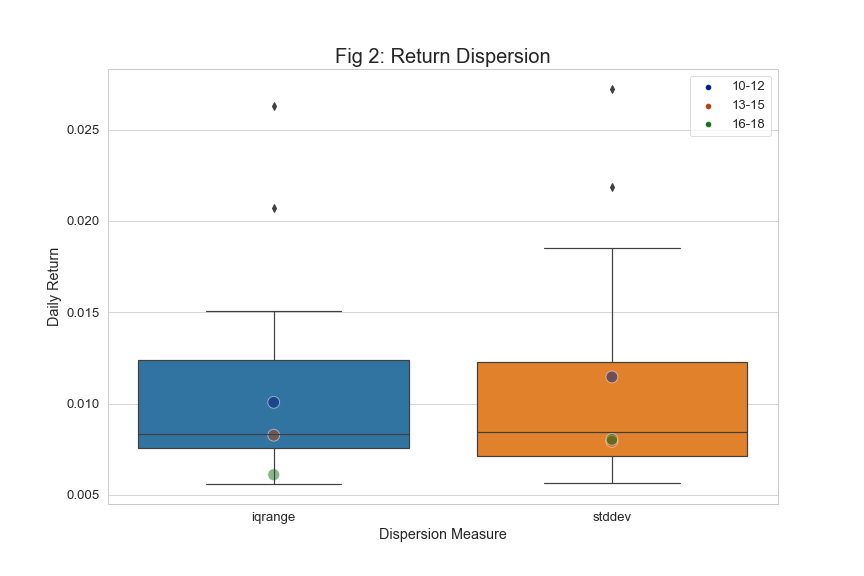 Fig 2: Return Dispersion
10-12
13-15
16-18
0.025
0.020
0.015
0.010
0.005
Daily Return
iqrange
stddev
Dispersion Measure